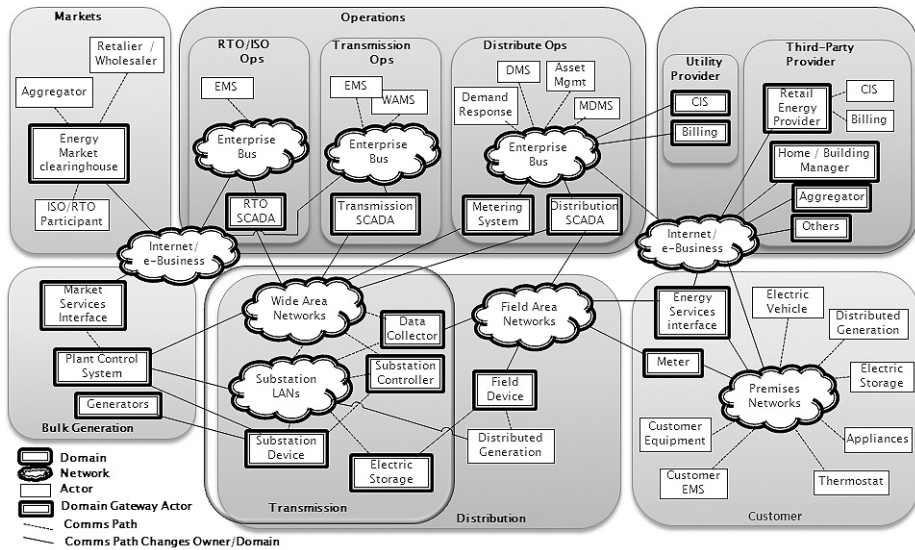 Markets
Retalier /
Wholesaler
Aggregator
Energy
Market
clearinghouse
ISO/RTO
Participant
Operations
RTO/ISO
Ops
EMS
Enterprise
Bus
RTO
SCADA
Transmission
Ops
EMS
WAMS
Enterprise
Bus
Transmission
SCADA
Distribute Ops
DMS
Asset
Mgmt
Demand
Response
MDMS
Enterprise
Bus
Metering
System
Distribution
SCADA
Utility
Provider
CIS
Billing
Third-Party
Provider
Retail
Energy
Provider
CIS
Billing
Home / Building
Manager
Aggregator
Others
Internet/
e-Business
Internet/
e-Business
Market
Services
Interface
Plant Control
System
Generators
Bulk Generation
Wide Area
Networks
Data
Collector
Substation
LANs
Substation
Controller
Substation
Device
Electric
Storage
Transmission
Field Area
Networks
Field
Device
Distributed
Generation
Distribution
Energy
Services
interface
Meter
Electric
Vehicle
Distributed
Generation
Electric
Storage
Premises
Networks
Customer
Equipment
Appliances
Customer
EMS
Thermostat
Customer
Domain
Network
Actor
Domain Gateway Actor
Comms Path
Comms Path Changes Owner/Domain